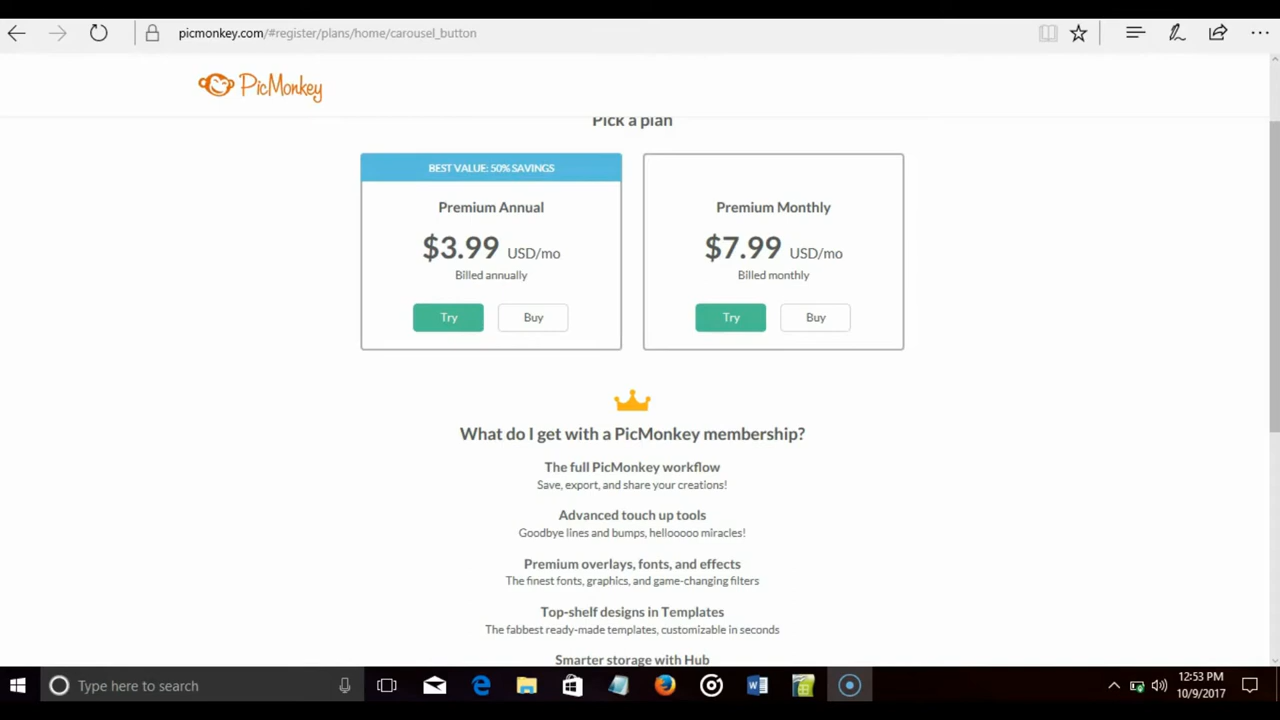 picmonkey.com/#register/plans/home/carousel_button
PicMonkey
Pick a plan
BEST VALUE: 50% SAVINGS
Premium Annual
$3.99 USD/mo
Billed annually
Try Buy
Premium Monthly
$7.99 USD/mo
Billed monthly
Try Buy
What do I get with a PicMonkey membership?
The full PicMonkey workflow
Save, export, and share your creations!
Advanced touch up tools
Goodbye lines and bumps, hellooooo miracles!
Premium overlays, fonts, and effects
The finest fonts, graphics, and game-changing filters
Top-shelf designs in Templates
The fabbest ready-made templates, customizable in seconds
Smarter storage with Hub
Type here to search
12:53 PM
10/9/2017